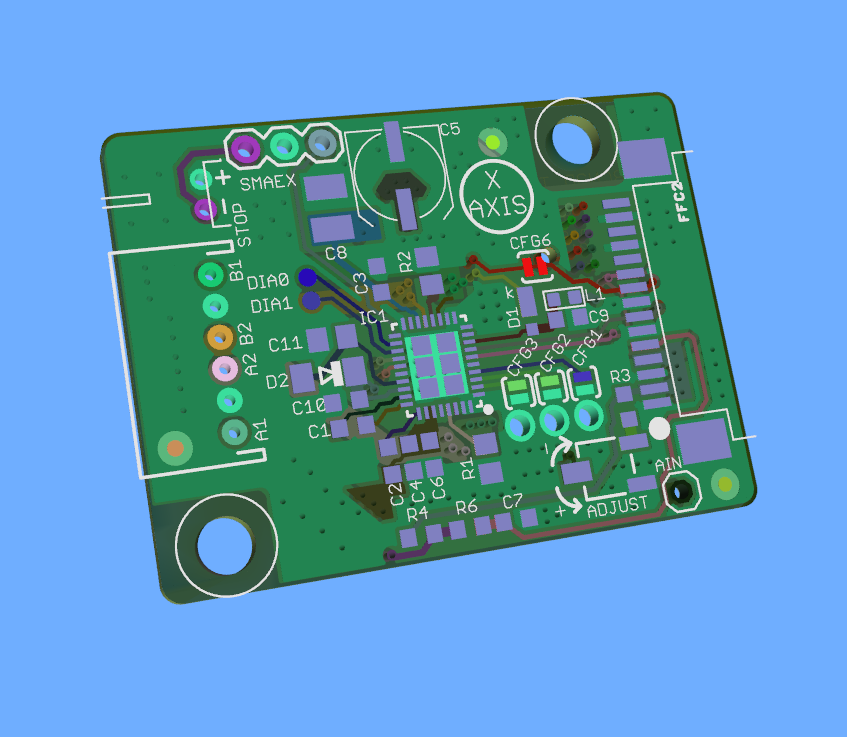 C5
+
SMAEX
X
AXIS
FFC2
−
STOP
C8
CFG6
B1
DIA0
C3
R2
DIA1
IC1
K
D1
L1
C9
B2
C11
CFG3
CFG2
CFG1
A2
D2
R3
C10
C1
A1
C2
C4
C6
R1
−
AIN
+
ADJUST
R4
R6
C7